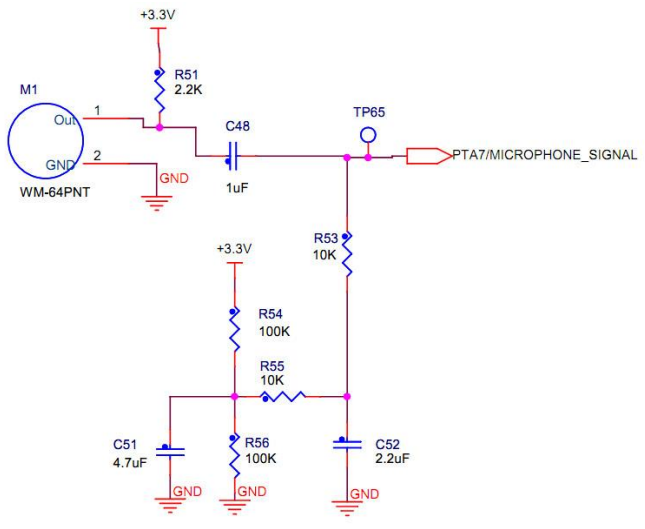 +3.3V
M1
R51
2.2K
1
Out
C48
TP65
PTA7/MICROPHONE_SIGNAL
GND
2
GND
WM-64PNT
1uF
R53
10K
+3.3V
R54
100K
R55
10K
C51
4.7uF
R56
100K
C52
2.2uF
GND
GND
GND